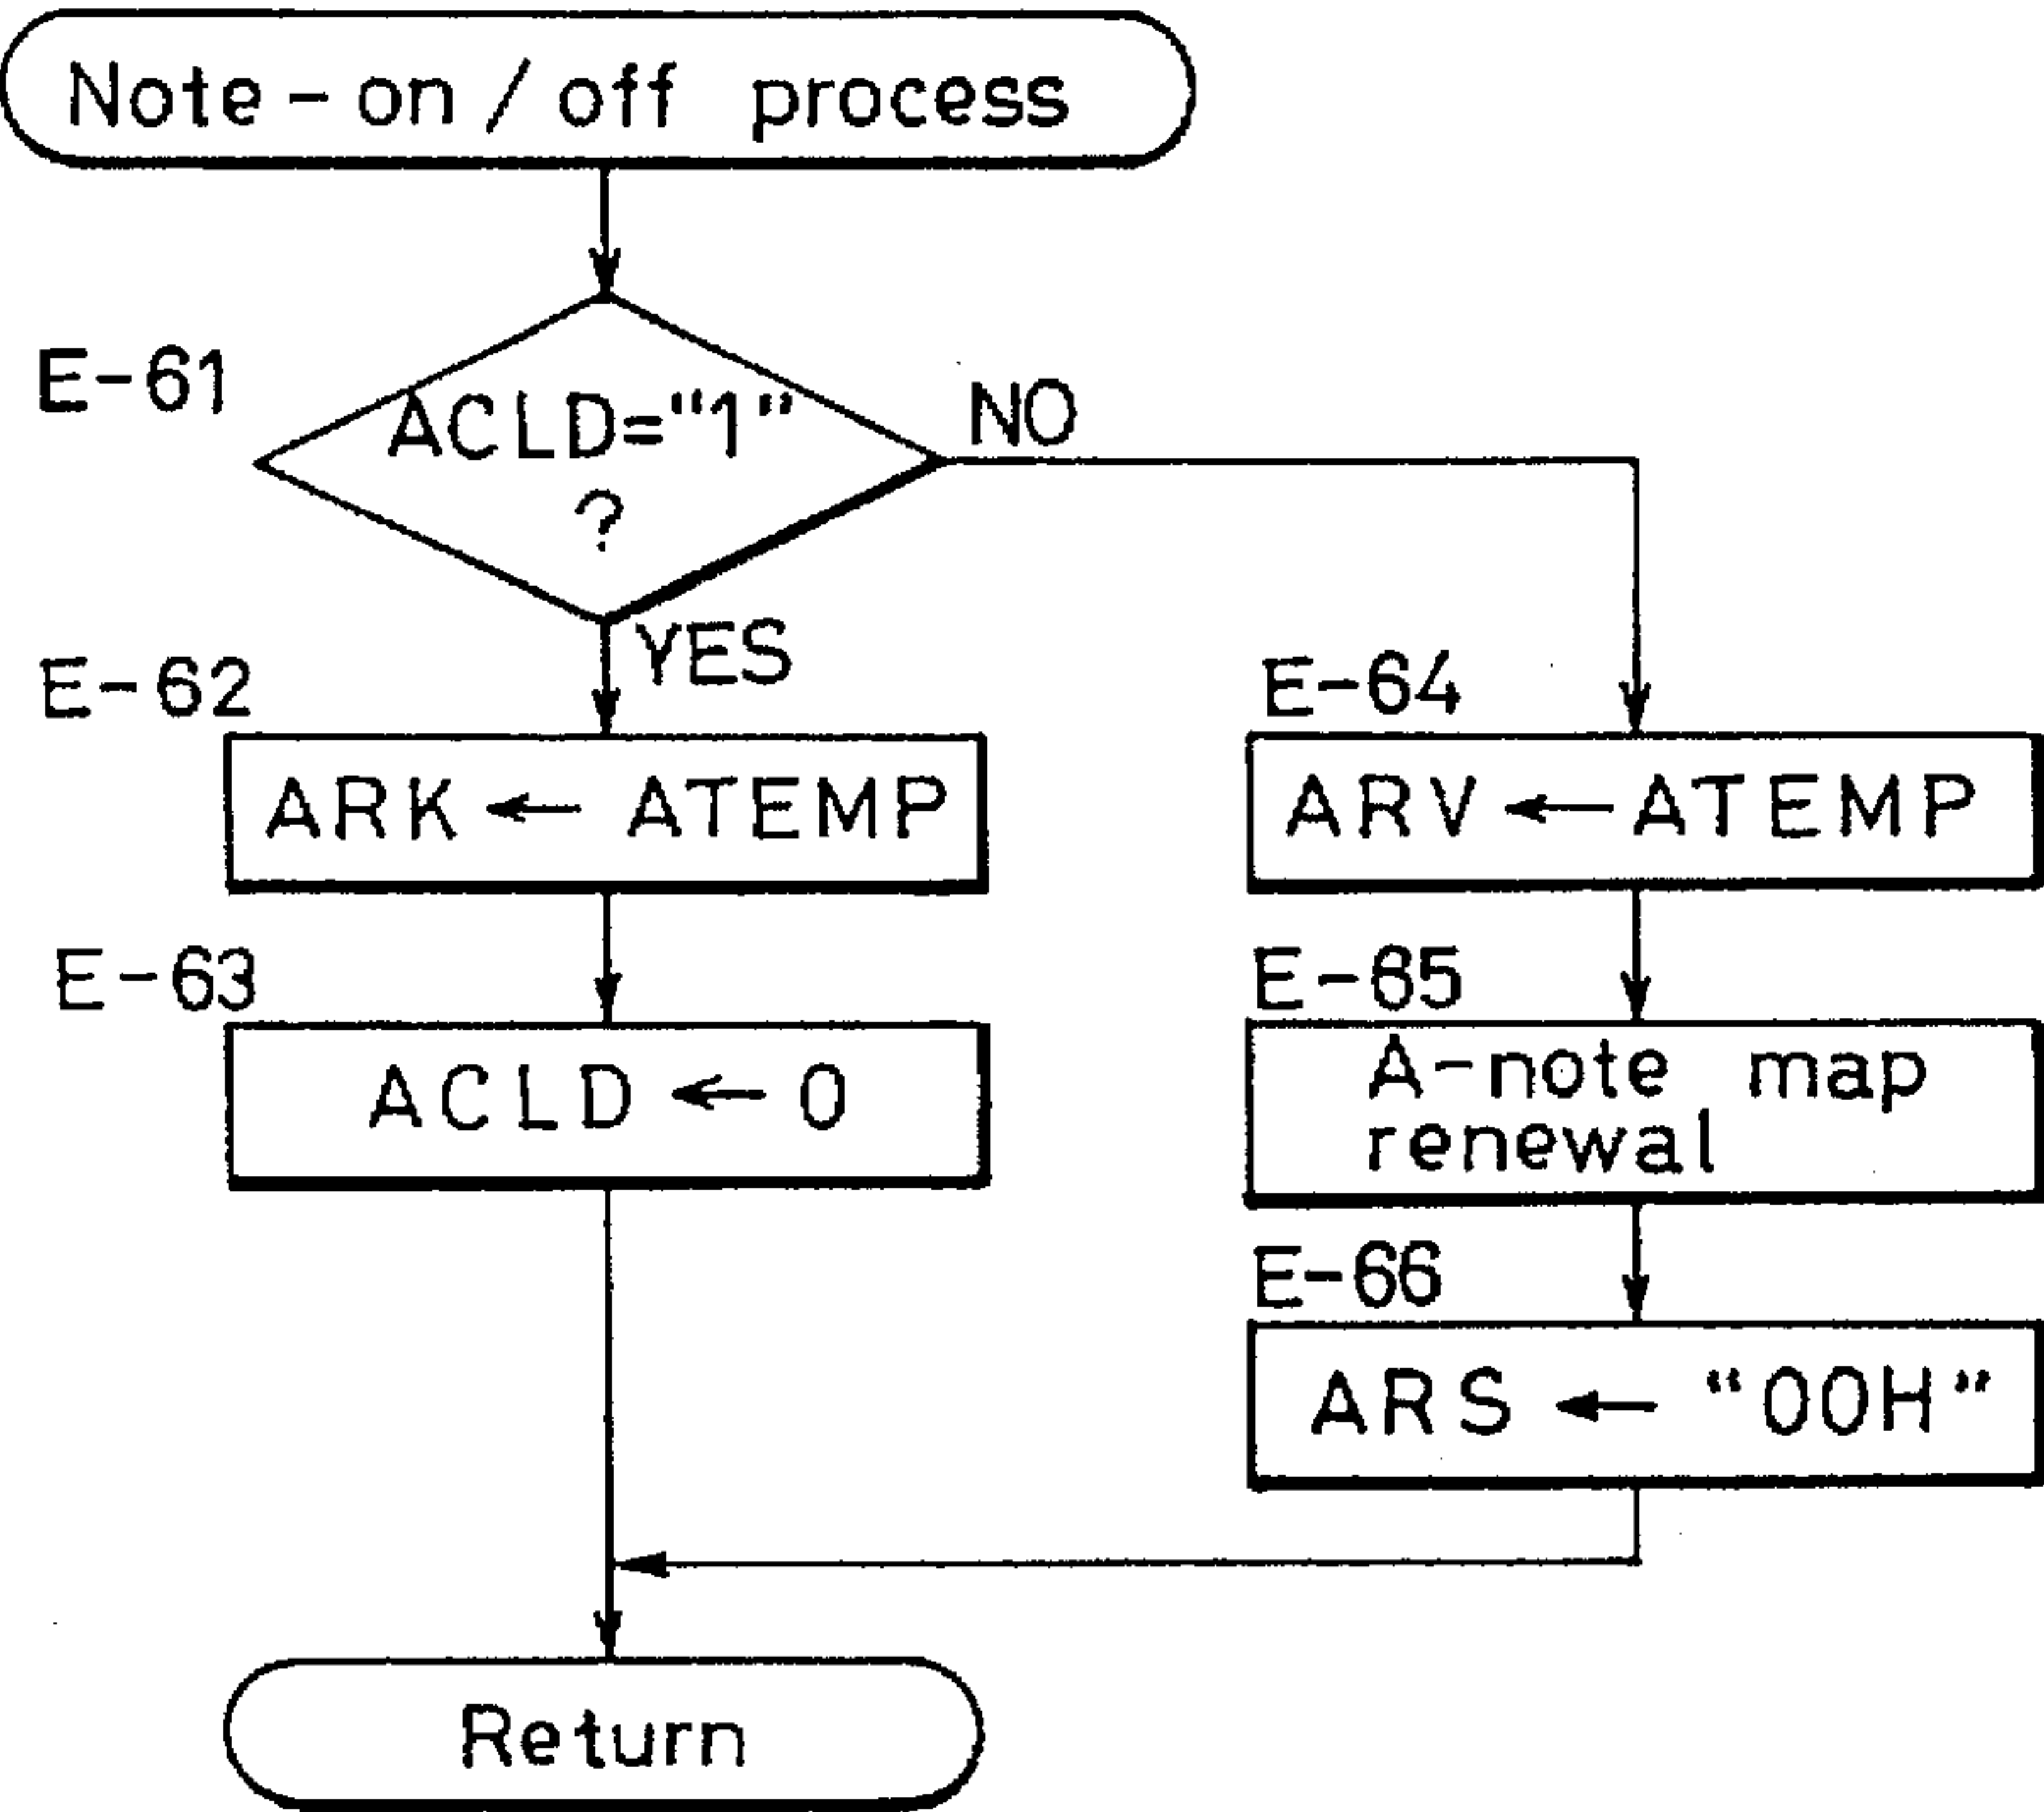 Note-on/off process
E-61
ACLD="1"
?
NO
YES
E-62
ARK ← ATEMP
E-63
ACLD ← 0
E-64
ARV ← ATEMP
E-65
A-note map
renewal
E-66
ARS ← "00H"
Return